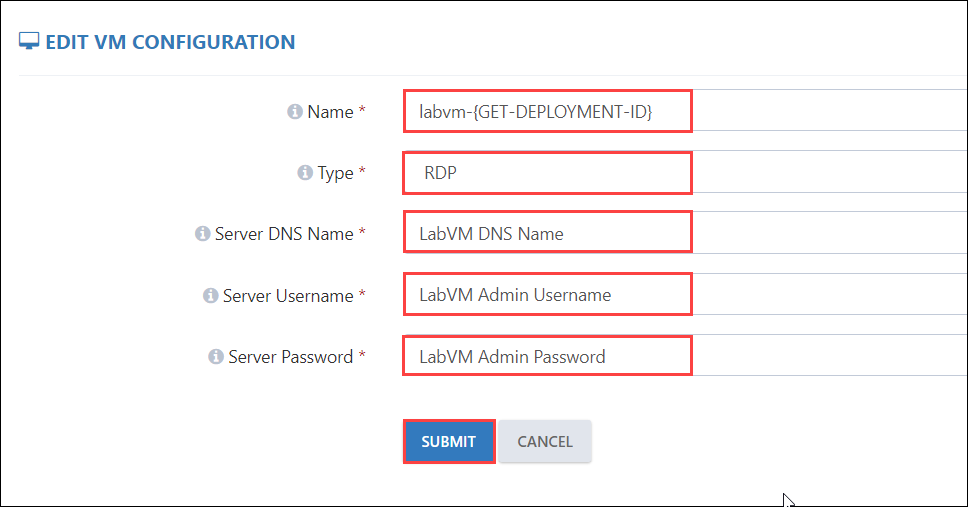 EDIT VM CONFIGURATION
Name * labvm-{GET-DEPLOYMENT-ID}
Type * RDP
Server DNS Name * LabVM DNS Name
Server Username * LabVM Admin Username
Server Password * LabVM Admin Password
SUBMIT CANCEL